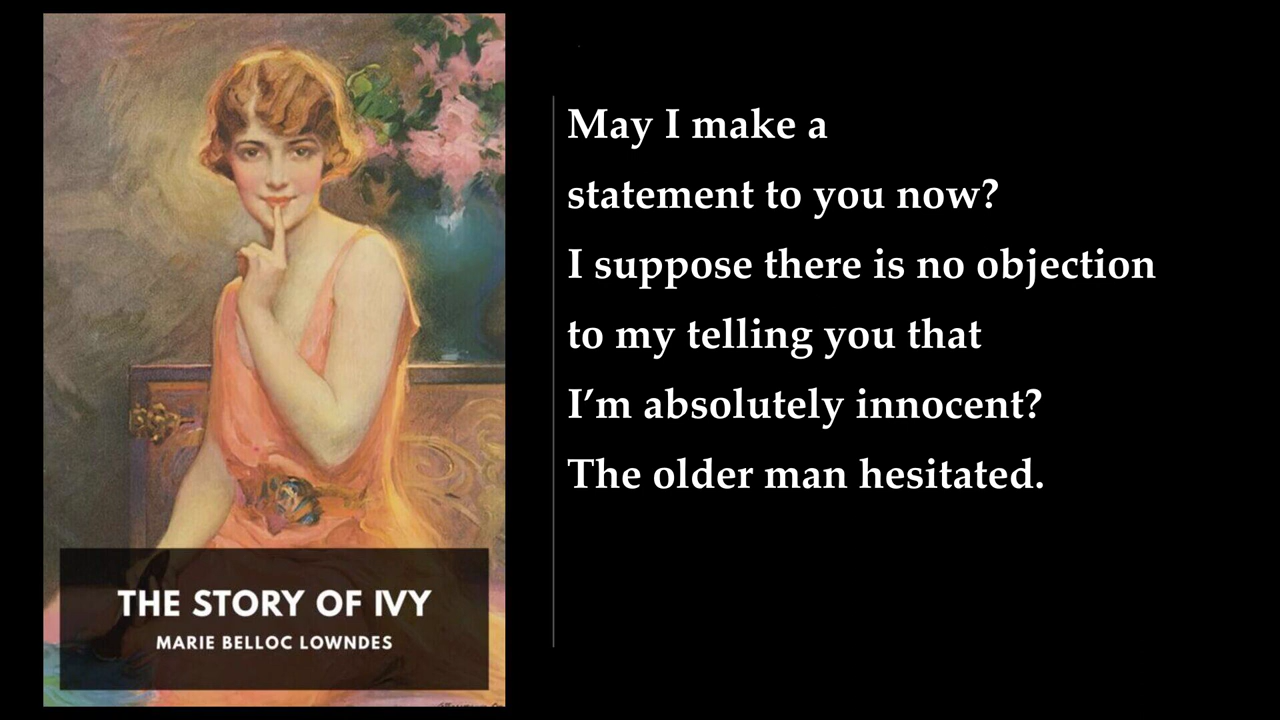 THE STORY OF IVY
MARIE BELLOC LOWNDES
May I make a
statement to you now?
I suppose there is no objection
to my telling you that
I’m absolutely innocent?
The older man hesitated.